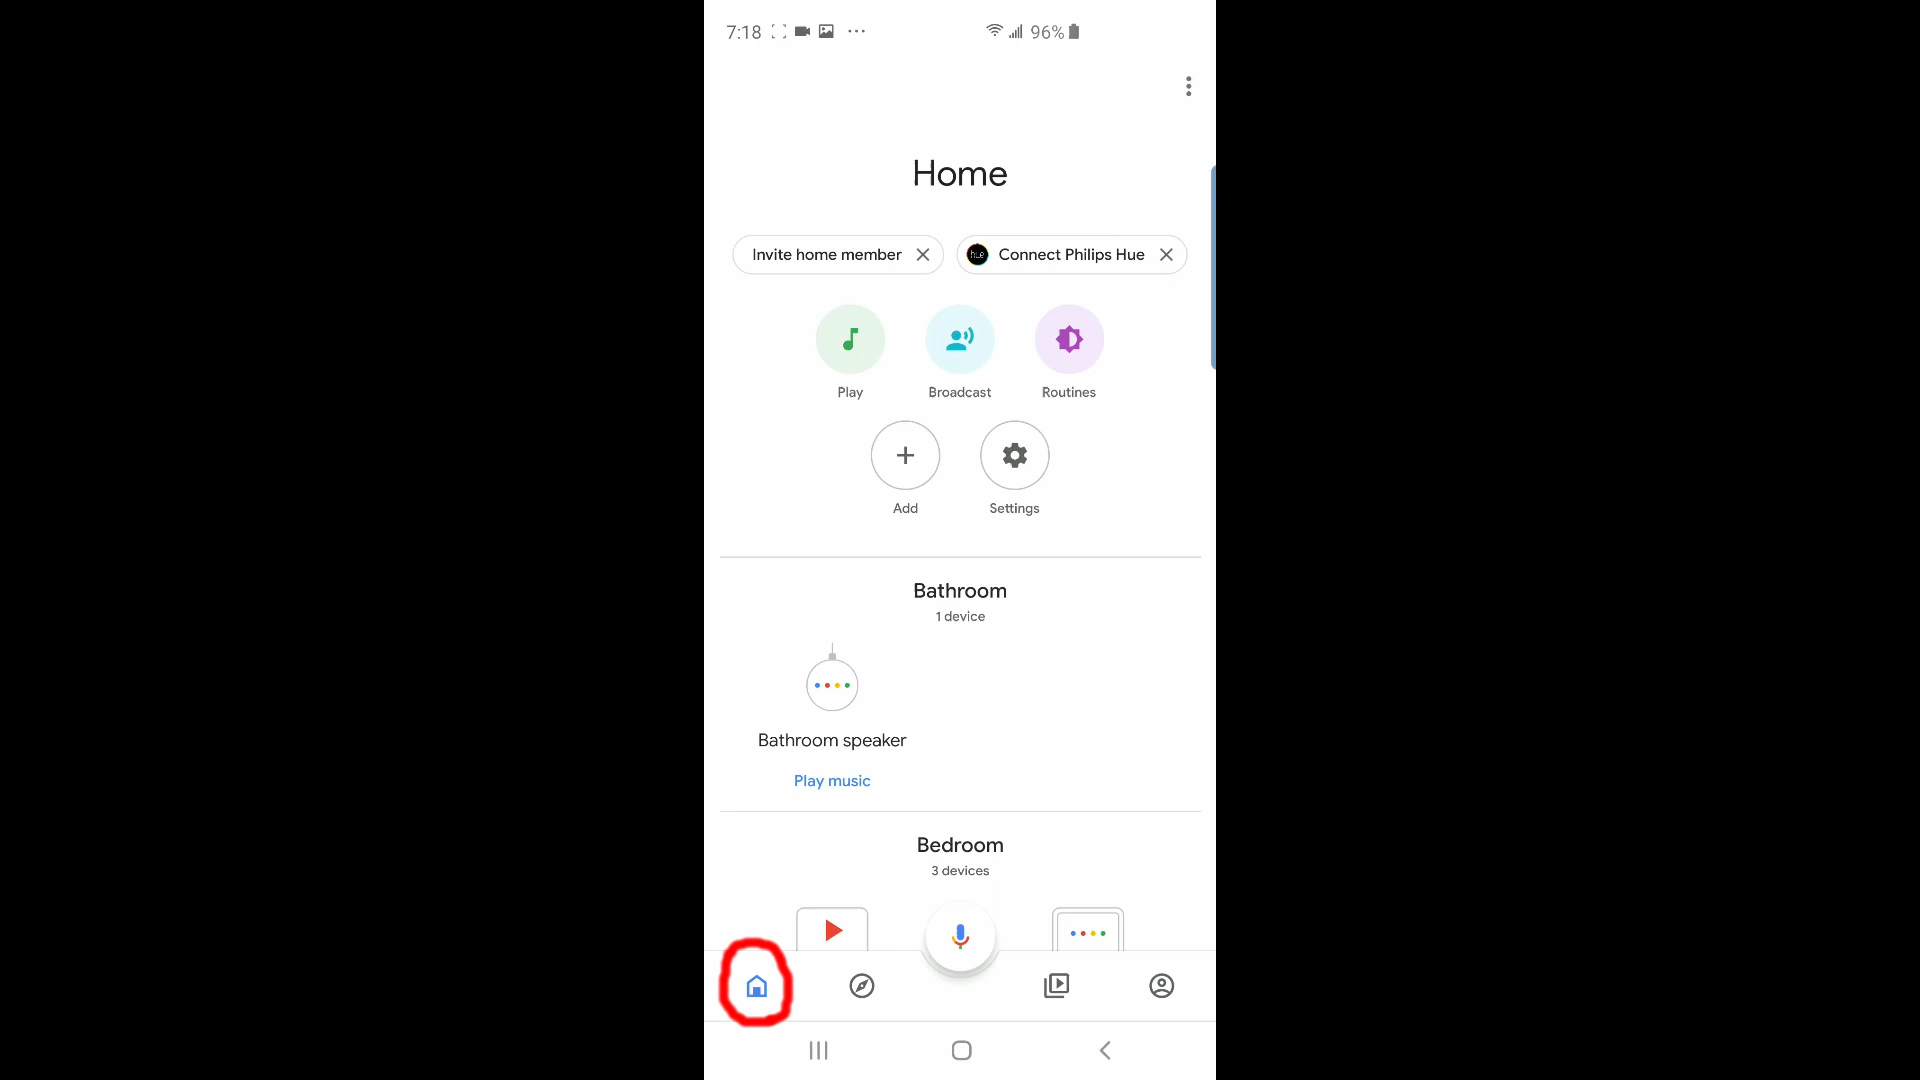 7:18 96%
Home
Invite home member hue Connect Philips Hue
Play Broadcast Routines
Add Settings
Bathroom
1 device
Bathroom speaker
Play music
Bedroom
3 devices